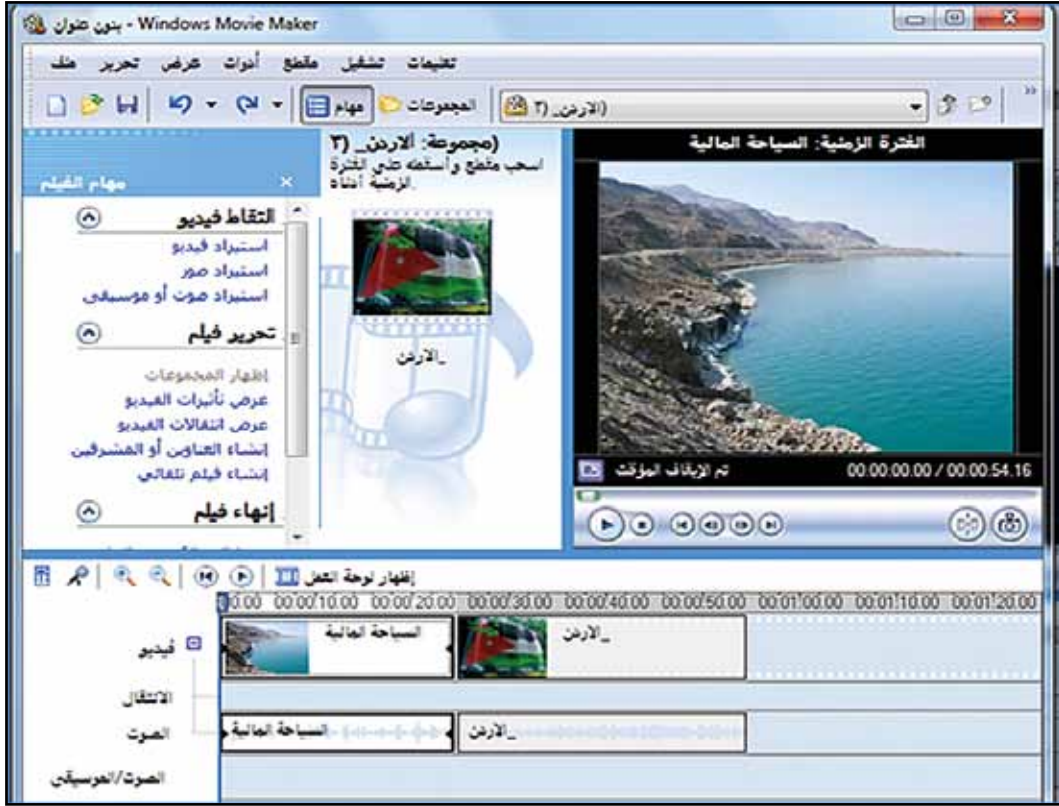 بدون عنوان - Windows Movie Maker
ملف تحرير عرض أدوات مقطع تشغيل تعليمات
مهام المجموعات (الاردن_ (٣
مهام الفيلم
التقاط فيديو
استيراد فيديو
استيراد صور
استيراد صوت أو موسيقى
تحرير فيلم
إظهار المجموعات
عرض تأثيرات الفيديو
عرض انتقالات الفيديو
إنشاء العناوين أو المشرفين
إنشاء فيلم تلقائي
إنهاء فيلم
(مجموعة: الاردن_ (٣
اسحب مقطع وأسقطه على الفترة
الزمنية أدناه.
_الاردن
الفترة الزمنية: السياحة المالية
تم الإيقاف المؤقت 00:00:00.00 / 00:00:54.16
إظهار لوحة العمل
00:00 00:00:10.00 00:00:20.00 00:00:30.00 00:00:40.00 00:00:50.00 00:01:00.00 00:01:10.00 00:01:20.00
فيديو السياحة المالية _الاردن
الانتقال
الصوت السياحة المالية _الاردن
الصوت/الموسيقى